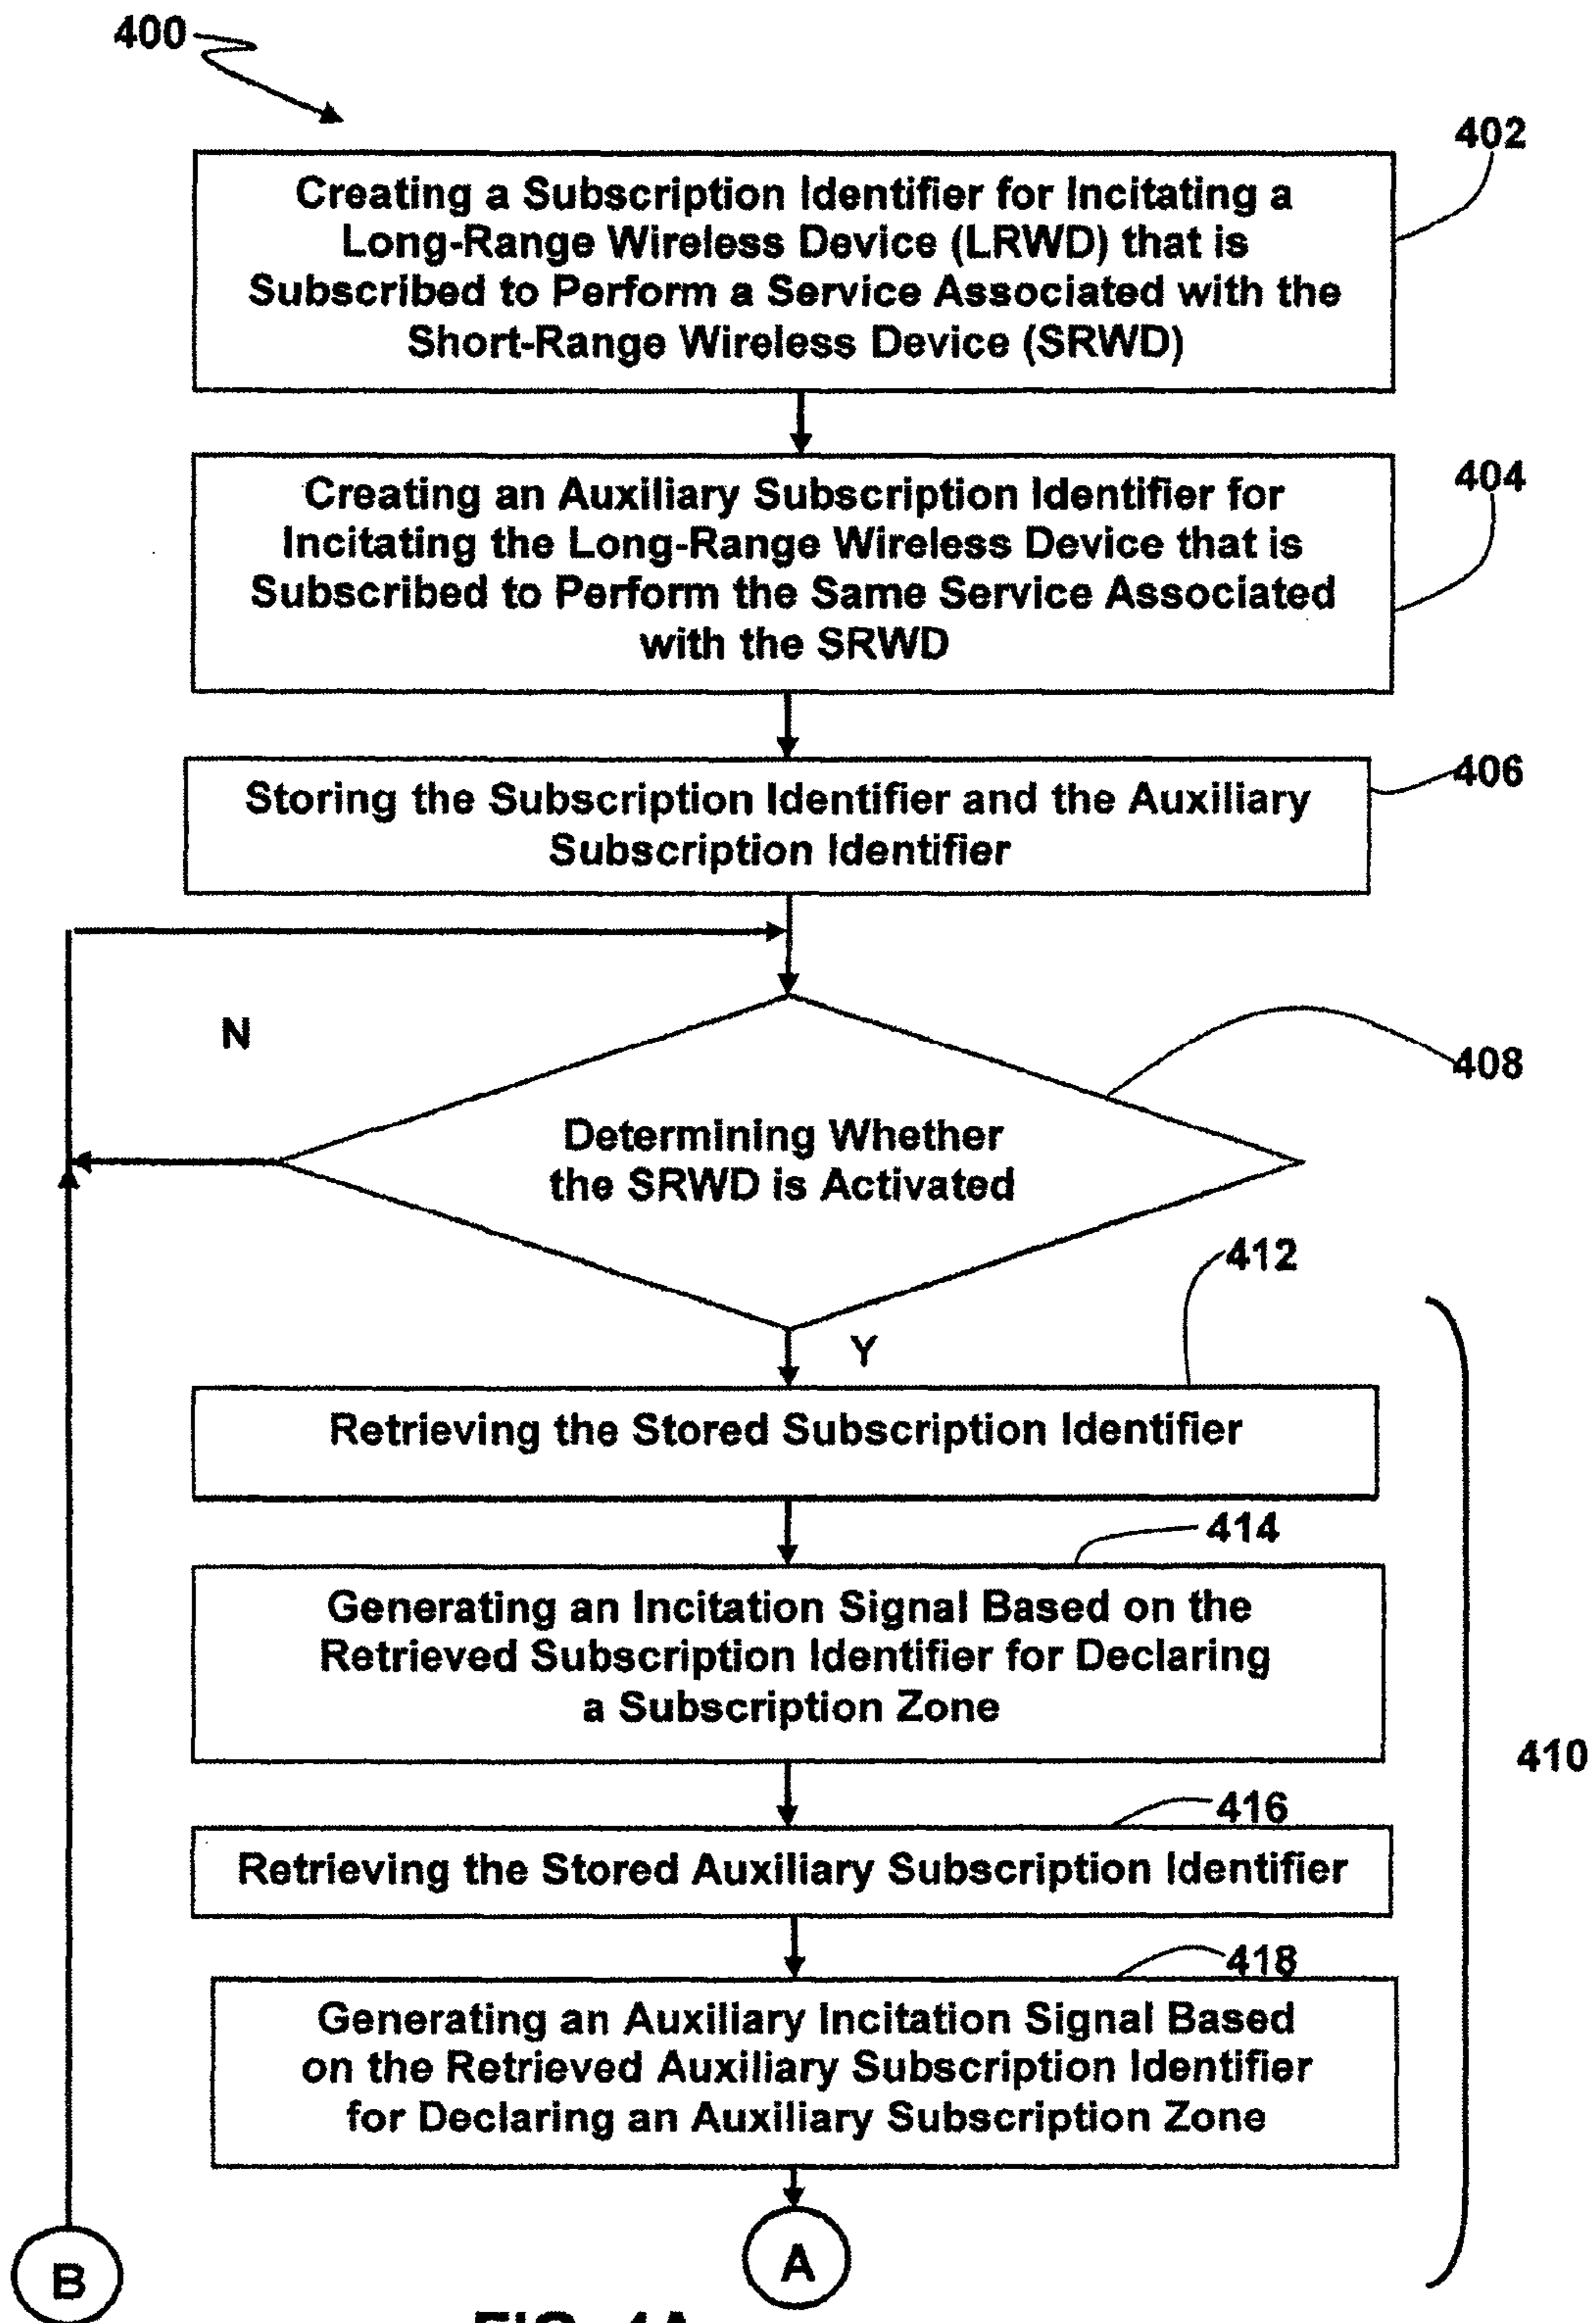 400
402
Creating a Subscription Identifier for Incitating a
Long-Range Wireless Device (LRWD) that is
Subscribed to Perform a Service Associated with the
Short-Range Wireless Device (SRWD)
404
Creating an Auxiliary Subscription Identifier for
Incitating the Long-Range Wireless Device that is
Subscribed to Perform the Same Service Associated
with the SRWD
406
Storing the Subscription Identifier and the Auxiliary
Subscription Identifier
N
408
Determining Whether
the SRWD is Activated
412
Y
Retrieving the Stored Subscription Identifier
414
Generating an Incitation Signal Based on the
Retrieved Subscription Identifier for Declaring
a Subscription Zone
410
416
Retrieving the Stored Auxiliary Subscription Identifier
418
Generating an Auxiliary Incitation Signal Based
on the Retrieved Auxiliary Subscription Identifier
for Declaring an Auxiliary Subscription Zone
B
A
FIG. 4A